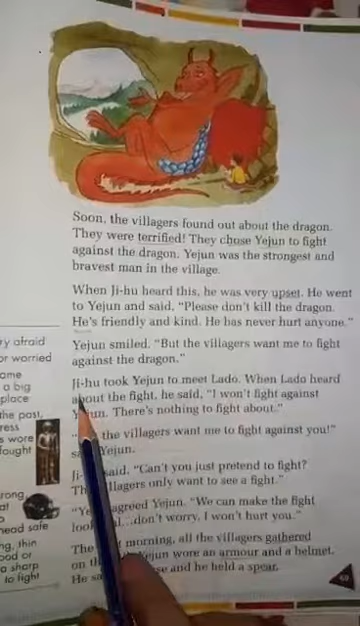 Soon, the villagers found out about the dragon.
They were terrified! They chose Yejun to fight
against the dragon. Yejun was the strongest and
bravest man in the village.
When Ji-hu heard this, he was very upset. He went
to Yejun and said, "Please don't kill the dragon.
He's friendly and kind. He has never hurt anyone."
Yejun smiled. "But the villagers want me to fight
against the dragon."
Ji-hu took Yejun to meet Lado. When Lado heard
about the fight, he said, "I won't fight against
Yejun. There's nothing to fight about."
the villagers want me to fight against you!"
Yejun.
Ji- said, "Can't you just pretend to fight?
villagers only want to see a fight."
agreed Yejun. "We can make the fight
don't worry, I won't hurt you."
The morning, all the villagers gathered
on Yejun wore an armour and a helmet.
He and he held a spear.
ry afraid
or worried
ame
a big
place
the past,
ress
s wore
fought
rong
at
head safe
ng, thin
ood or
a sharp
to fight